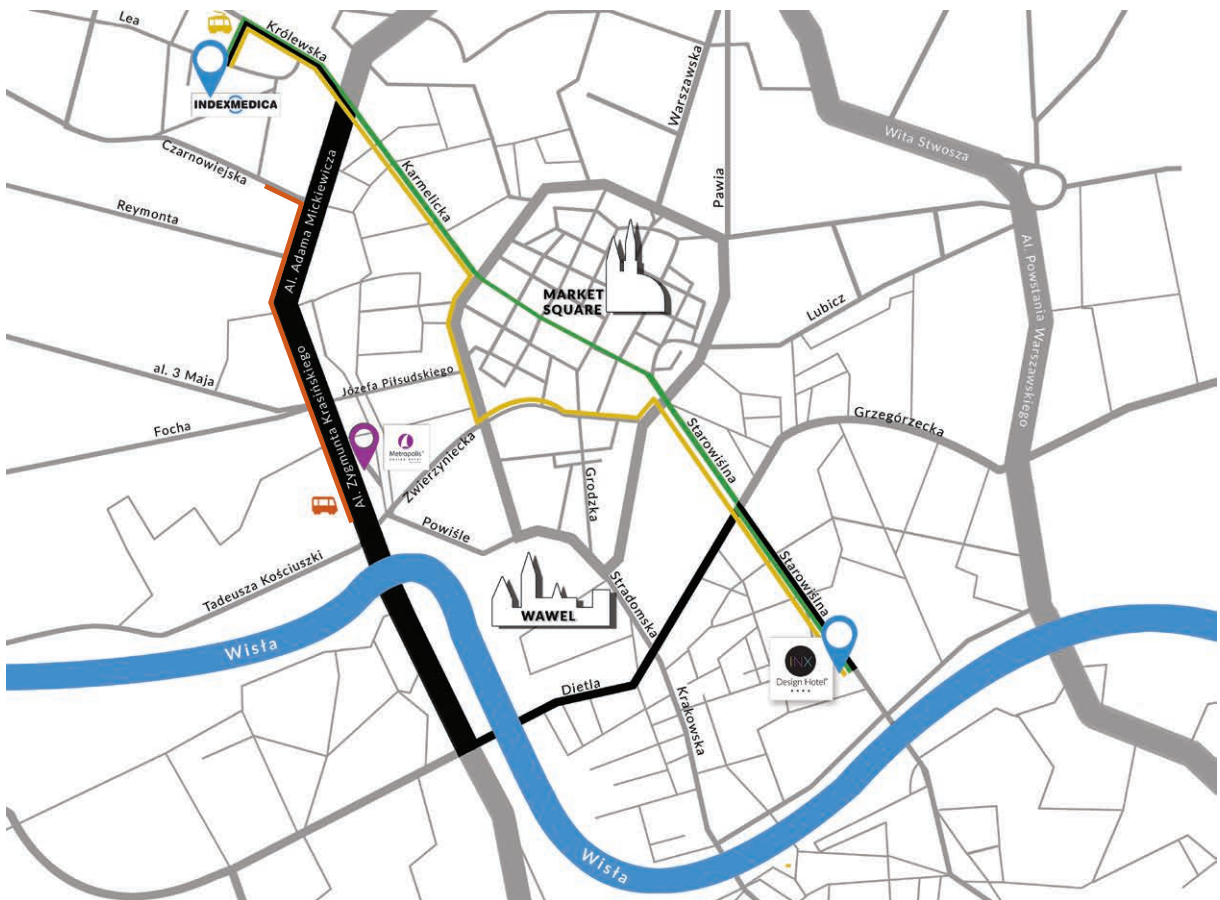 Lea
Królewska
INDEXMEDICA
Warszawska
Wita Stwosza
Czarnowiejska
Karmelicka
Pawia
Reymonta
Al. Adama Mickiewicza
MARKET
SQUARE
Al. Powstania Warszawskiego
Lubicz
al. 3 Maja
Józefa Piłsudskiego
Al. Zygmunta Krasińskiego
Focha
Metropolis
Zwierzyniecka
Starowiślna
Grzegórzecka
Grodzka
Powiśle
Tadeusza Kościuszki
Stradomska
Starowiślna
WAWEL
Wisła
INX
Design Hotel
Dietla
Krakowska
Wisła